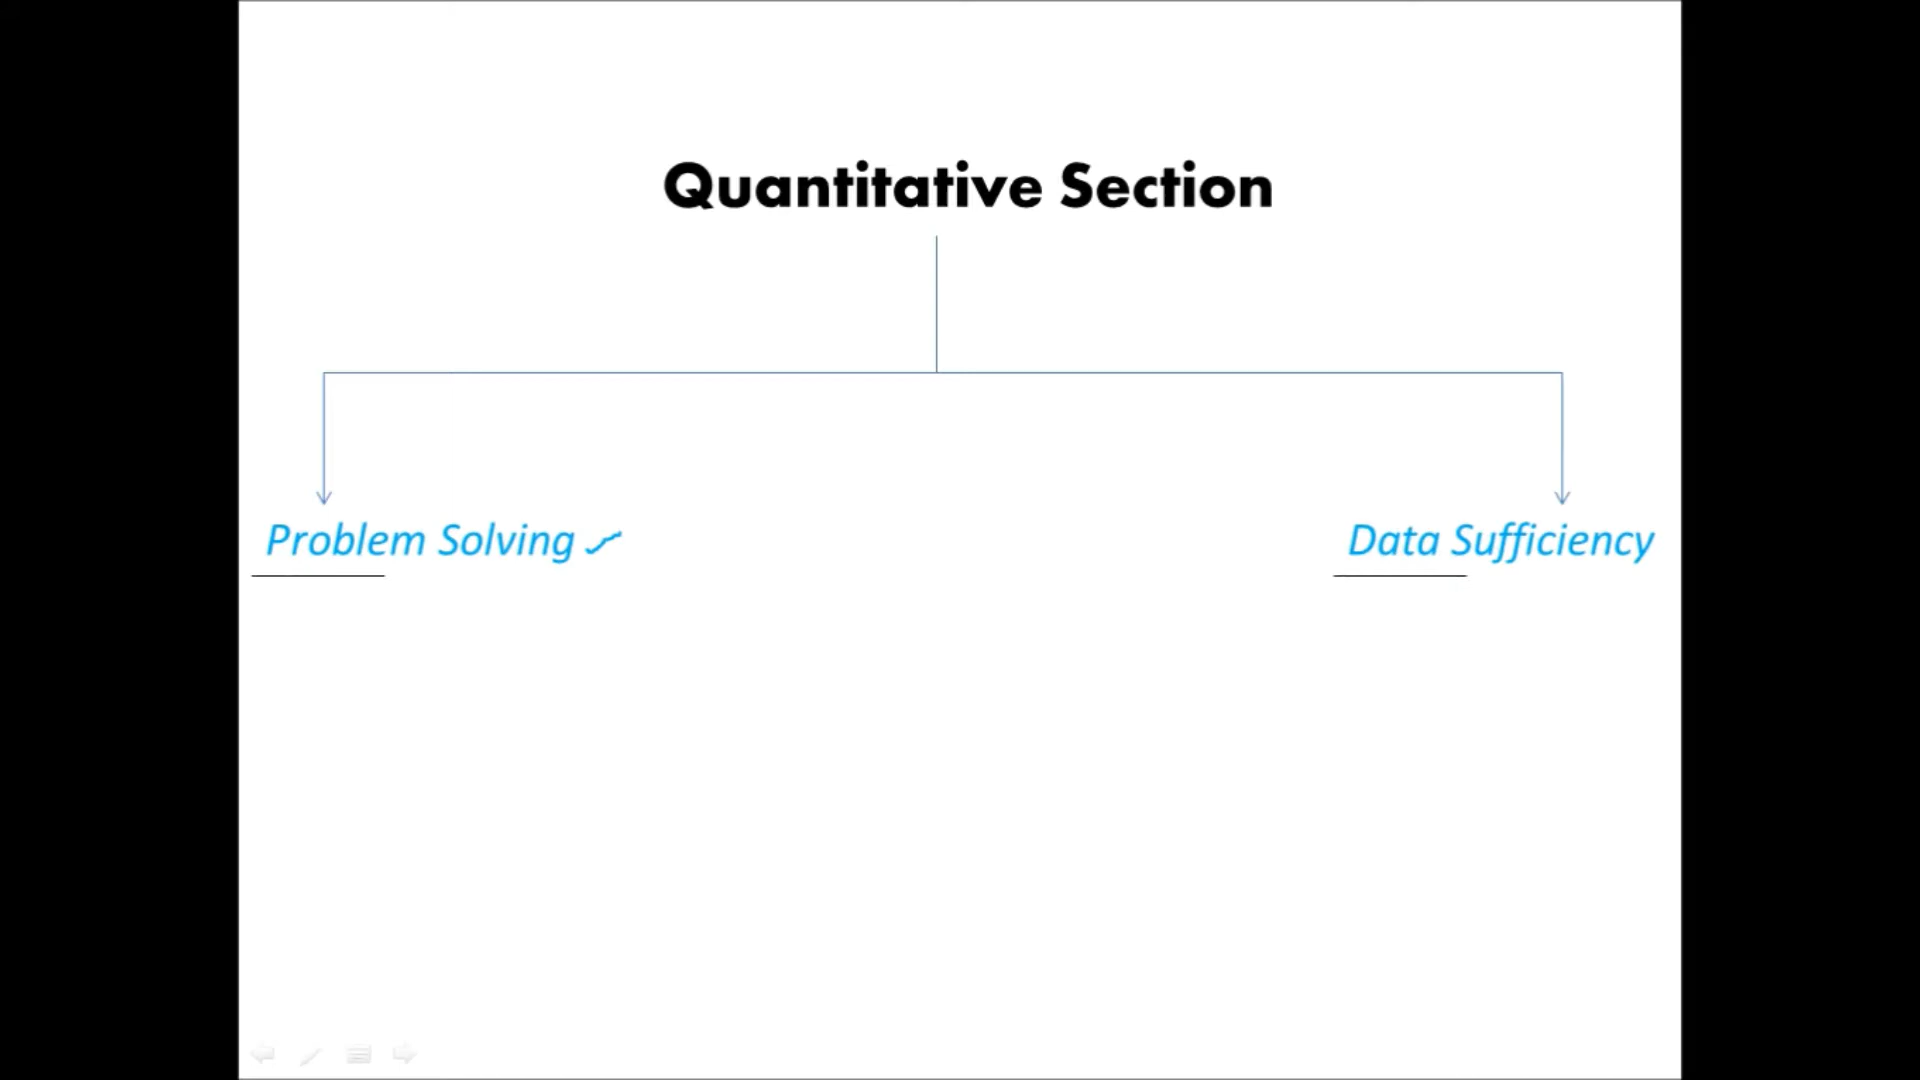 Quantitative Section
Problem Solving
Data Sufficiency